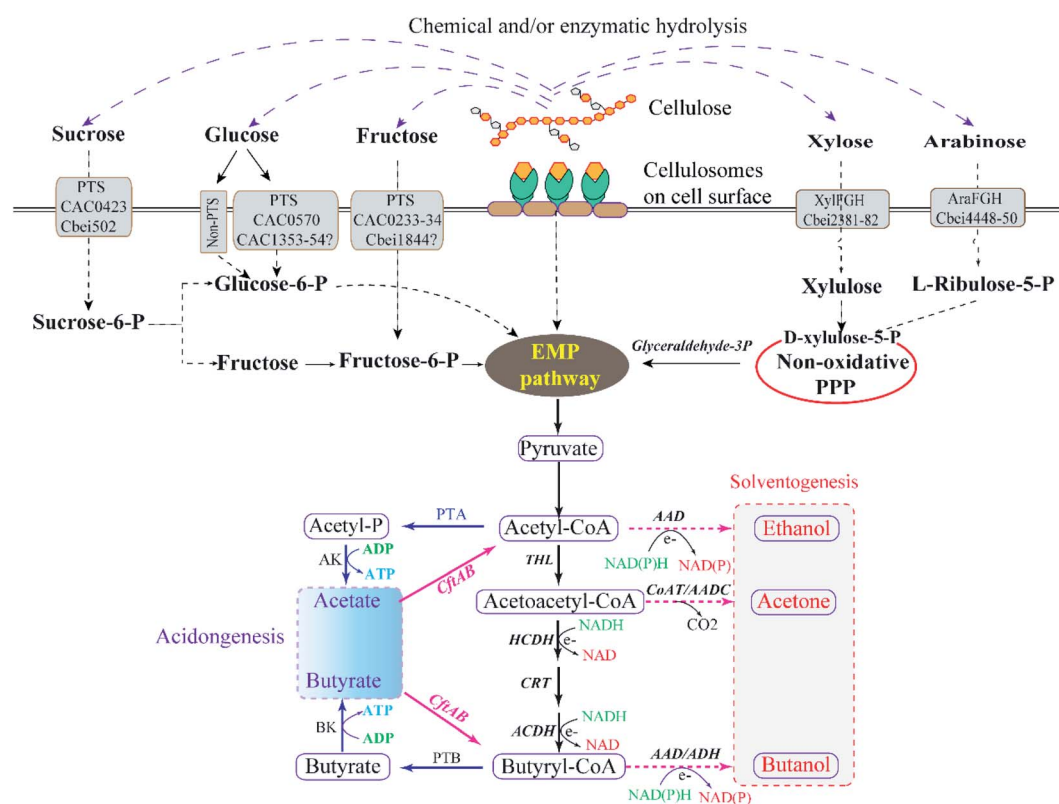 Chemical and/or enzymatic hydrolysis
Cellulose
Sucrose
Glucose
Fructose
Xylose
Arabinose
Cellulosomes
on cell surface
PTS
CAC0423
Cbei502
Non-PTS
PTS
CAC0570
CAC1353-54?
PTS
CAC0233-34
Cbei1844?
XylFGH
Cbei2381-82
AraFGH
Cbei4448-50
Glucose-6-P
Xylulose
L-Ribulose-5-P
Sucrose-6-P
Fructose
Fructose-6-P
EMP
pathway
Glyceraldehyde-3P
D-xylulose-5-P
Non-oxidative
PPP
Pyruvate
Solventogenesis
Acetyl-P
PTA
Acetyl-CoA
AAD
e-
NAD(P)H
NAD(P)
Ethanol
AK
ADP
ATP
CftAB
THL
Acetate
Acetoacetyl-CoA
CoAT/AADC
CO2
Acetone
Acidongenesis
HCDH
NADH
e-
NAD
Butyrate
CRT
CftAB
BK
ATP
ADP
ACDH
NADH
e-
NAD
Butyrate
PTB
Butyryl-CoA
AAD/ADH
e-
NAD(P)H
NAD(P)
Butanol